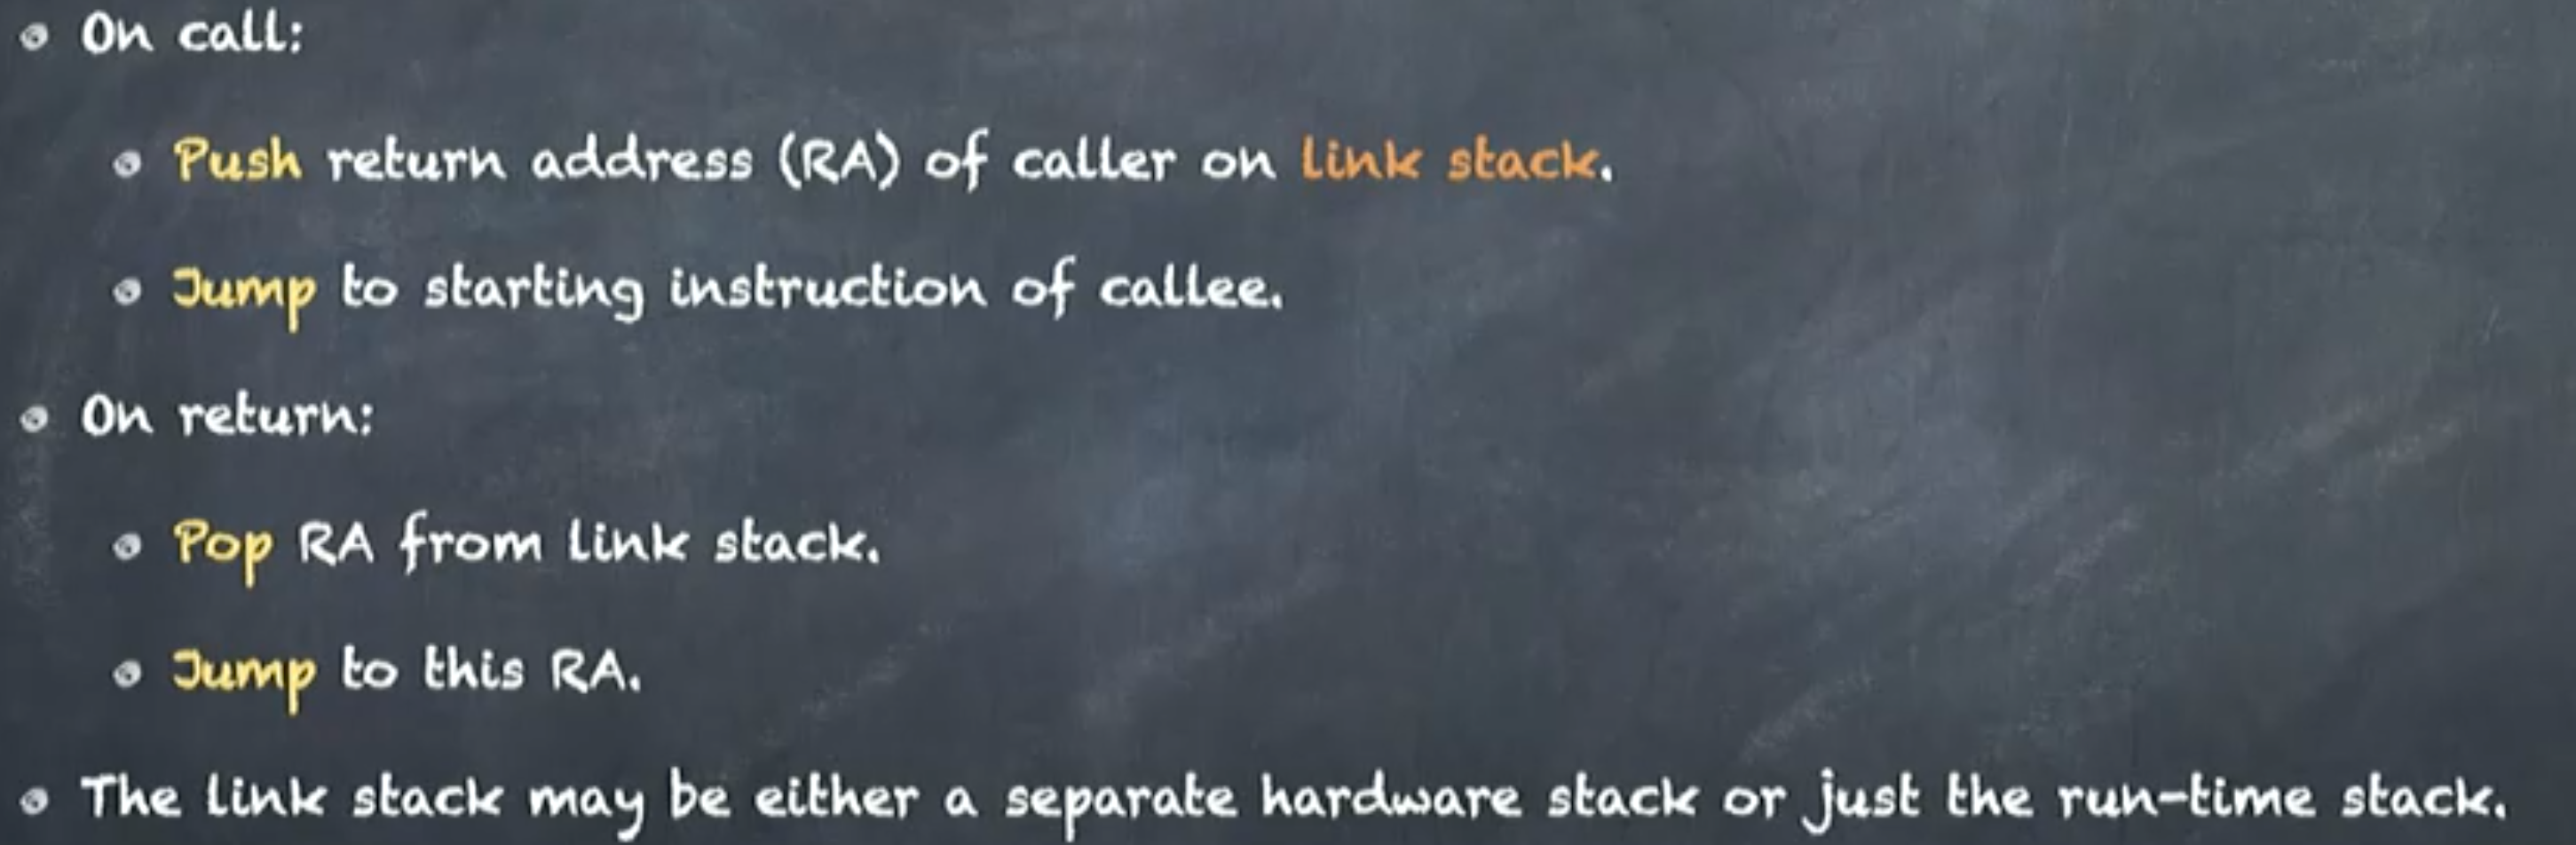 On call:
Push return address (RA) of caller on link stack.
Jump to starting instruction of callee.
On return:
Pop RA from link stack.
Jump to this RA.
The link stack may be either a separate hardware stack or just the run-time stack.